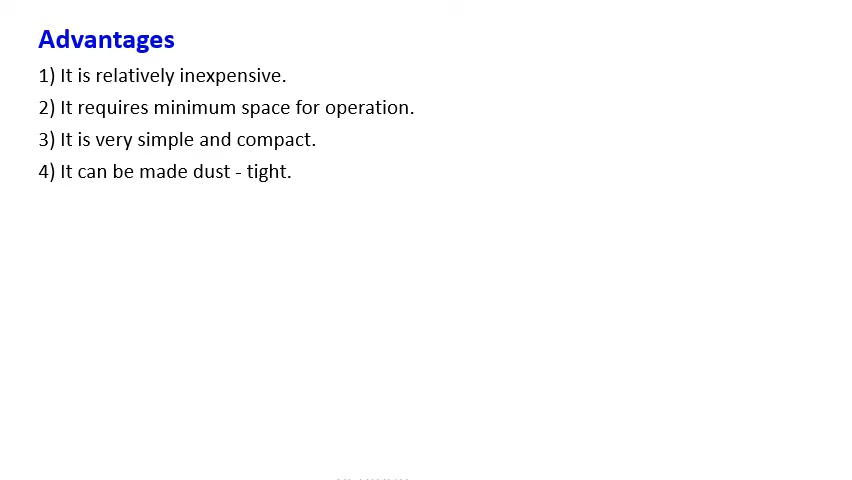 Advantages
1) It is relatively inexpensive.
2) It requires minimum space for operation.
3) It is very simple and compact.
4) It can be made dust - tight.